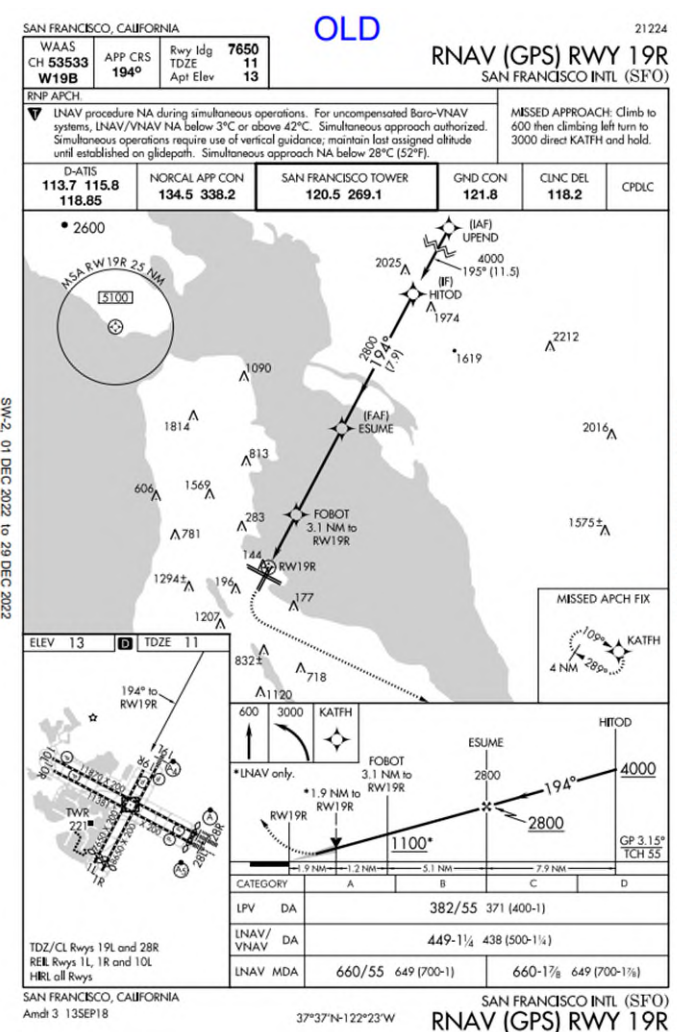 OLD
SAN FRANCISCO, CALIFORNIA
21224
WAAS
CH 53533
W19B
APP CRS
194°
Rwy ldg 7650
TDZE 11
Apt Elev 13
RNAV (GPS) RWY 19R
SAN FRANCISCO INTL (SFO)
RNP APCH.
T
LNAV procedure NA during simultaneous operations. For uncompensated Baro-VNAV
systems, LNAV/VNAV NA below 3°C or above 42°C. Simultaneous approach authorized.
Simultaneous operations require use of vertical guidance; maintain last assigned altitude
until established on glidepath. Simultaneous approach NA below 28°C (52°F).
MISSED APPROACH: Climb to
600 then climbing left turn to
3000 direct KATFH and hold.
D-ATIS
113.7 115.8
118.85
NORCAL APP CON
134.5 338.2
SAN FRANCISCO TOWER
120.5 269.1
GND CON
121.8
CLNC DEL
118.2
CPDLC
2600
MSA RW19R 25 NM
5100
(IAF)
UPEND
4000
195° (11.5)
2025
(IF)
HITOD
1974
2800
194°
(7.9)
1619
2212
1090
1814
(FAF)
ESUME
2016
813
606
1569
283
FOBOT
3.1 NM to
RW19R
1575±
781
144
RW19R
1294±
196
177
1207
832±
718
1120
MISSED APCH FIX
109°
KATFH
4 NM
289°
SW-2, 01 DEC 2022 to 29 DEC 2022
ELEV 13
D
TDZE 11
194° to
RW19R
10L
10R
19L
19R
11870 X 200
11381 X 200
TWR
221
28R
28L
1L
1R
A
TDZ/CL Rwys 19L and 28R
REIL Rwys 1L, 1R and 10L
HIRL all Rwys
600
3000
KATFH
*LNAV only.
HITOD
ESUME
FOBOT
3.1 NM to
RW19R
*1.9 NM to
RW19R
RW19R
2800
194°
4000
2800
1100*
GP 3.15°
TCH 55
1.9 NM
1.2 NM
5.1 NM
7.9 NM
CATEGORY A B C D
LPV DA 382/55 371 (400-1)
LNAV/
VNAV DA 449-1¼ 438 (500-1¼)
LNAV MDA 660/55 649 (700-1) 660-1⅞ 649 (700-1⅞)
SAN FRANCISCO, CALIFORNIA
Amdt 3 13SEP18
37°37'N-122°23'W
SAN FRANCISCO INTL (SFO)
RNAV (GPS) RWY 19R